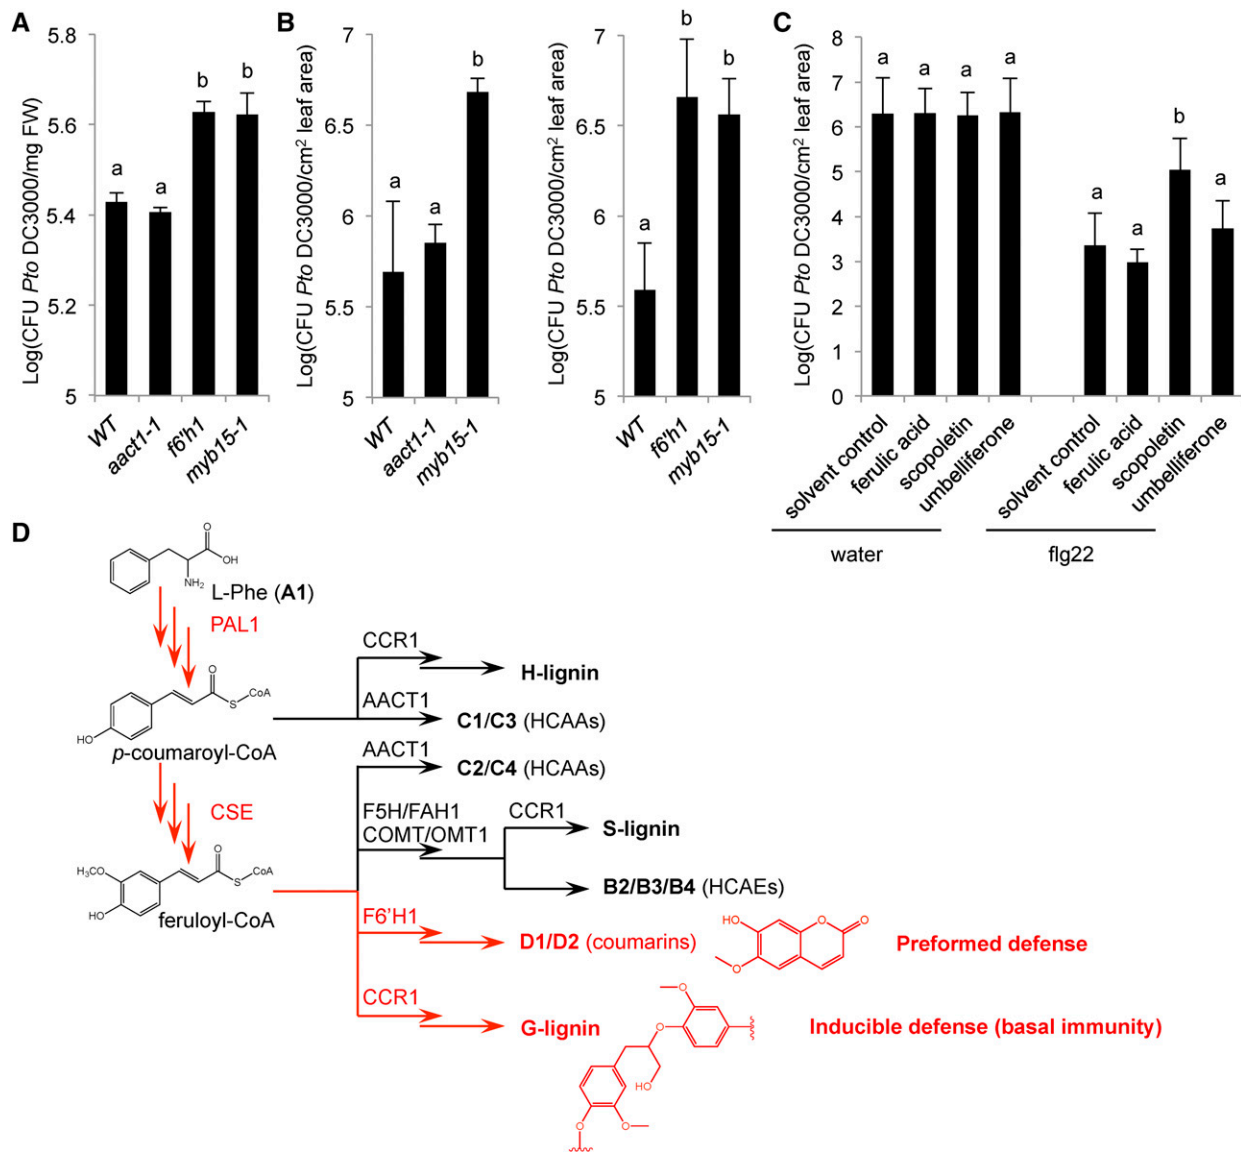 A
Log(CFU Pto DC3000/mg FW)
5.8
5.6
5.4
5.2
5
a
a
b
b
WT
aact1-1
f6'h1
myb15-1
B
Log(CFU Pto DC3000/cm2 leaf area)
7
6.5
6
5.5
5
a
a
b
WT
aact1-1
myb15-1
Log(CFU Pto DC3000/cm2 leaf area)
7
6.5
6
5.5
5
a
b
b
WT
f6'h1
myb15-1
C
Log(CFU Pto DC3000/cm2 leaf area)
8
7
6
5
4
3
2
1
0
a
a
a
a
a
a
b
a
solvent control
ferulic acid
scopoletin
umbelliferone
solvent control
ferulic acid
scopoletin
umbelliferone
water
flg22
D
O
OH
NH2
L-Phe (A1)
PAL1
O
S
CoA
HO
p-coumaroyl-CoA
CCR1
H-lignin
AACT1
C1/C3 (HCAAs)
CSE
AACT1
C2/C4 (HCAAs)
F5H/FAH1
COMT/OMT1
CCR1
S-lignin
B2/B3/B4 (HCAEs)
O
H3CO
S
CoA
HO
feruloyl-CoA
F6'H1
D1/D2 (coumarins)
HO
O
O
O
Preformed defense
CCR1
G-lignin
O
O
HO
O
O
Inducible defense (basal immunity)